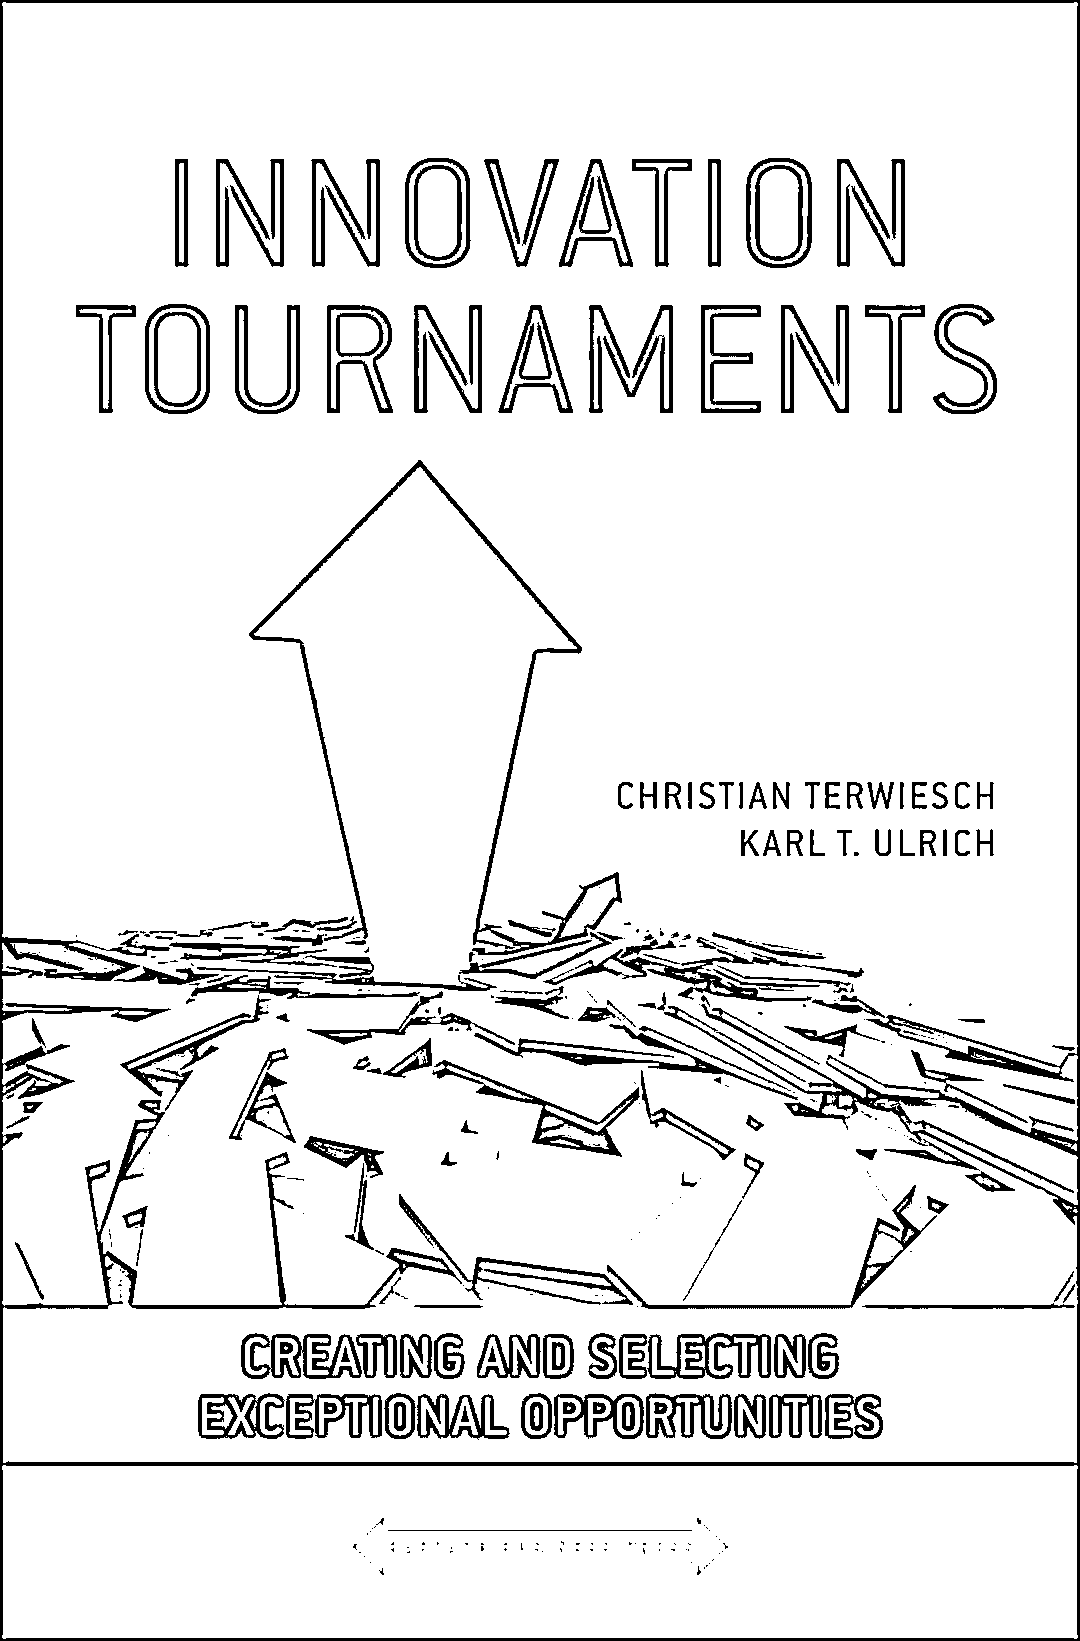 INNOVATION
TOURNAMENTS
CHRISTIAN TERWIESCH
KARL T. ULRICH
CREATING AND SELECTING
EXCEPTIONAL OPPORTUNITIES